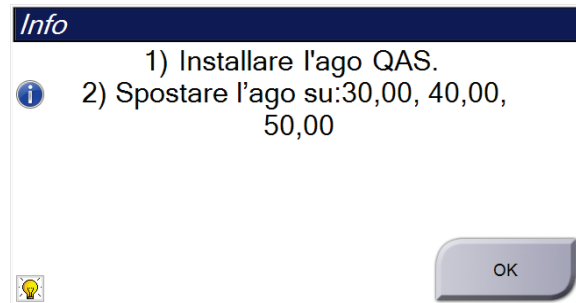 Info
1) Installare l'ago QAS.
2) Spostare l’ago su:30,00, 40,00,
50,00
OK